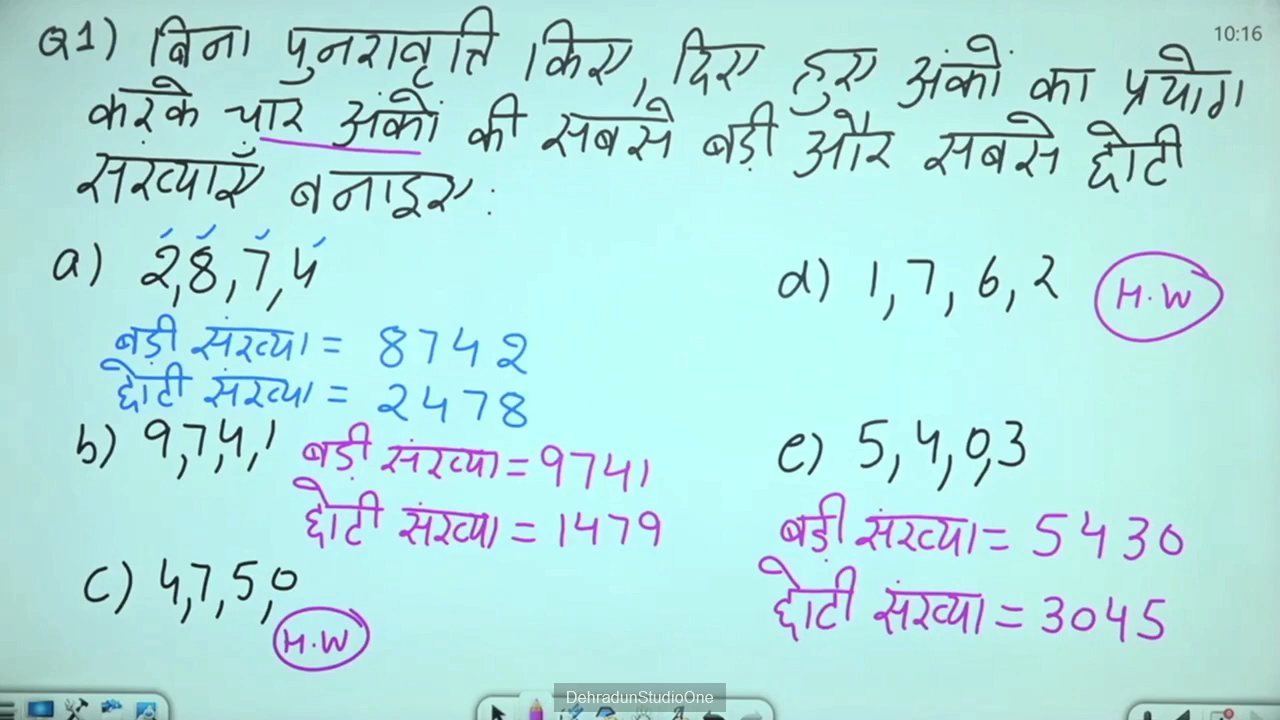 10:16
Q1) बिना पुनरावृत्ति किए, दिए हुए अंकों का प्रयोग
करके चार अंकों की सबसे बड़ी और सबसे छोटी
संख्याएँ बनाइए:
a) 2,8,7,4
बड़ी संख्या = 8742
छोटी संख्या = 2478
b) 9,7,4,1
बड़ी संख्या = 9741
छोटी संख्या = 1479
c) 4,7,5,0
H.W
d) 1, 7, 6, 2
H.W
e) 5, 4, 0, 3
बड़ी संख्या = 5430
छोटी संख्या = 3045
DehradunStudioOne